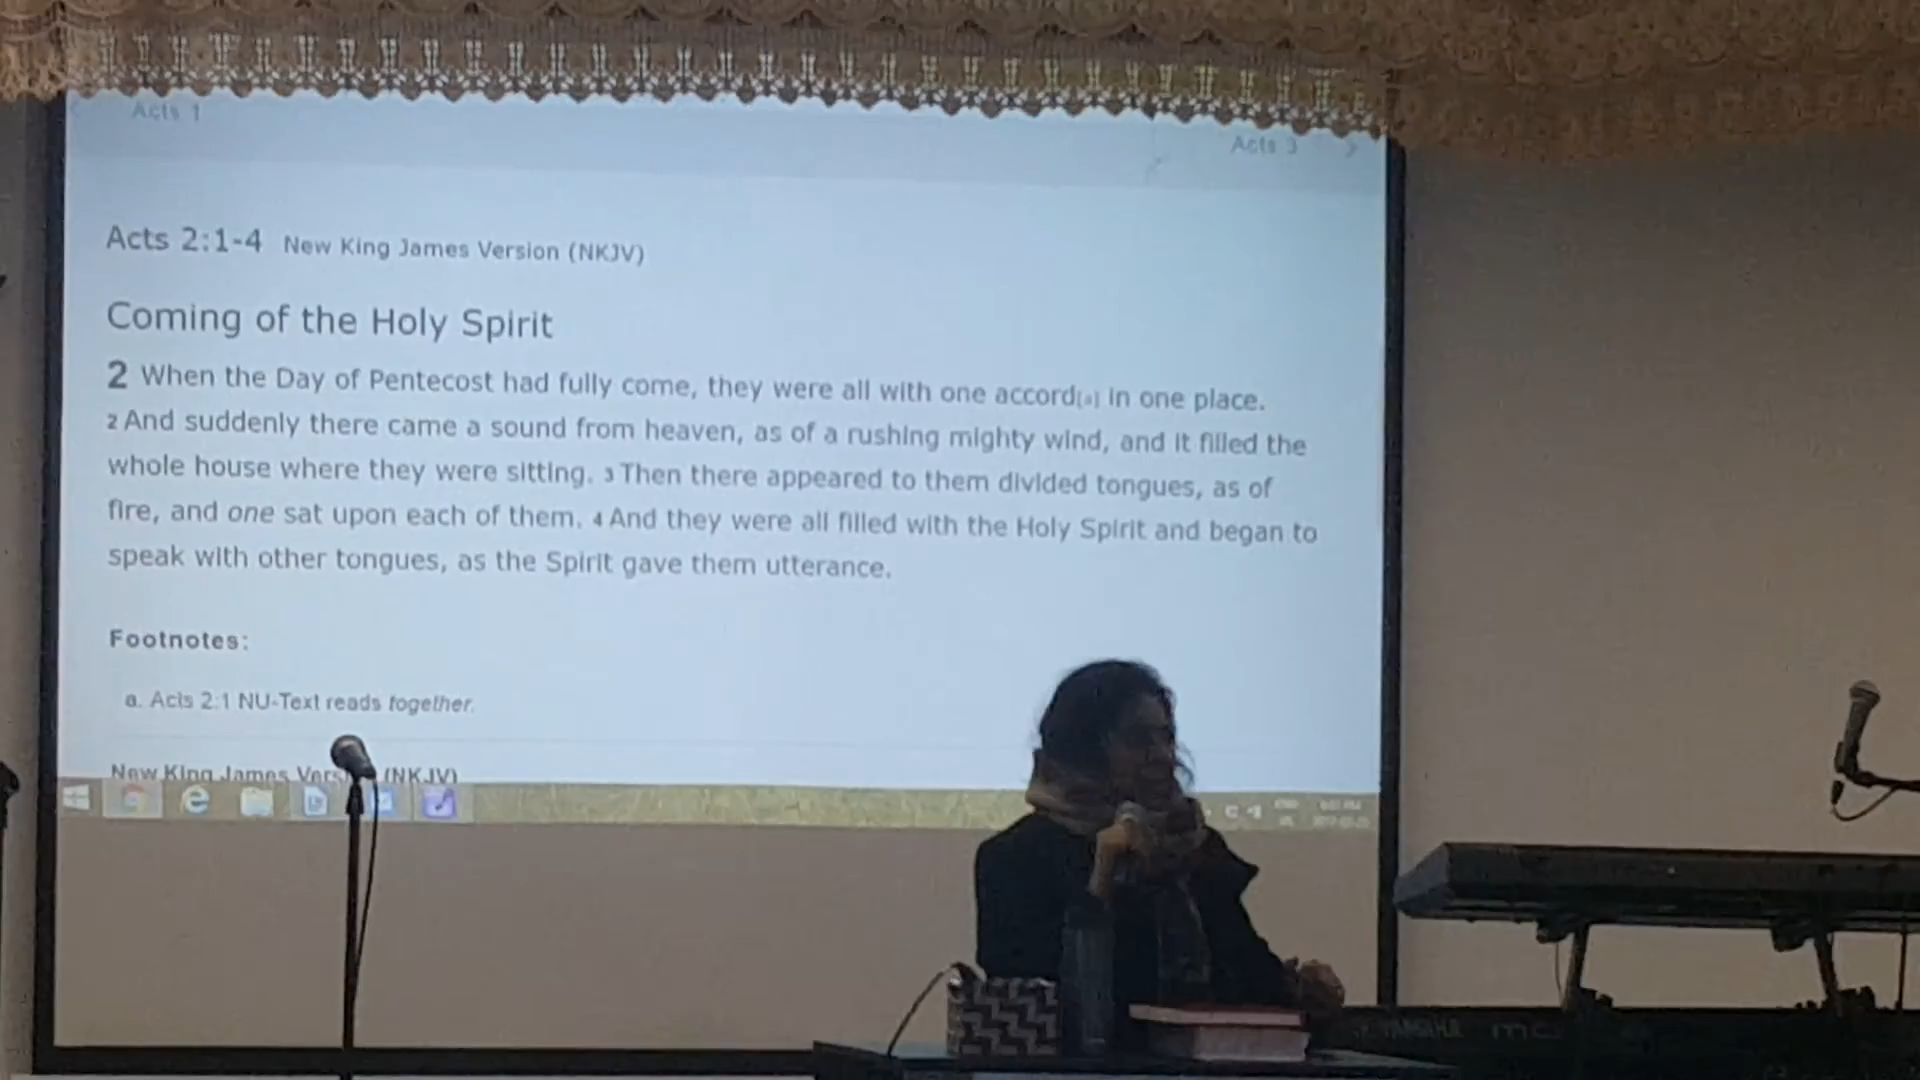 Acts 1
Acts 3
Acts 2:1-4 New King James Version (NKJV)
Coming of the Holy Spirit
2 When the Day of Pentecost had fully come, they were all with one accord[a] in one place.
2 And suddenly there came a sound from heaven, as of a rushing mighty wind, and it filled the
whole house where they were sitting. 3 Then there appeared to them divided tongues, as of
fire, and one sat upon each of them. 4 And they were all filled with the Holy Spirit and began to
speak with other tongues, as the Spirit gave them utterance.
Footnotes:
a. Acts 2:1 NU-Text reads together.
New King James Vers (NKJV)
YAMAHA